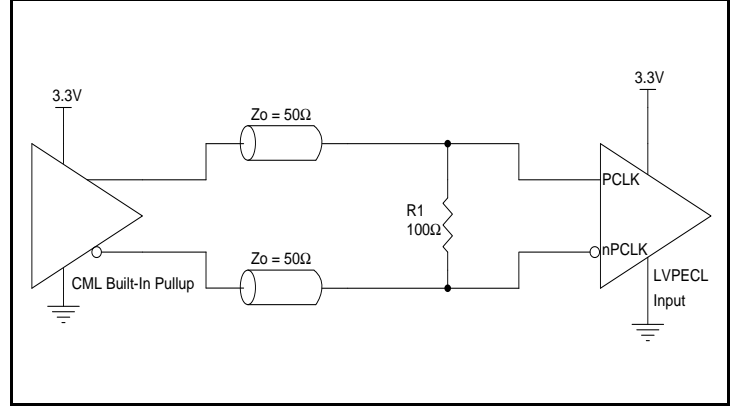 3.3V
3.3V
Zo = 50Ω
PCLK
R1
100Ω
Zo = 50Ω
nPCLK
CML Built-In Pullup
LVPECL
Input